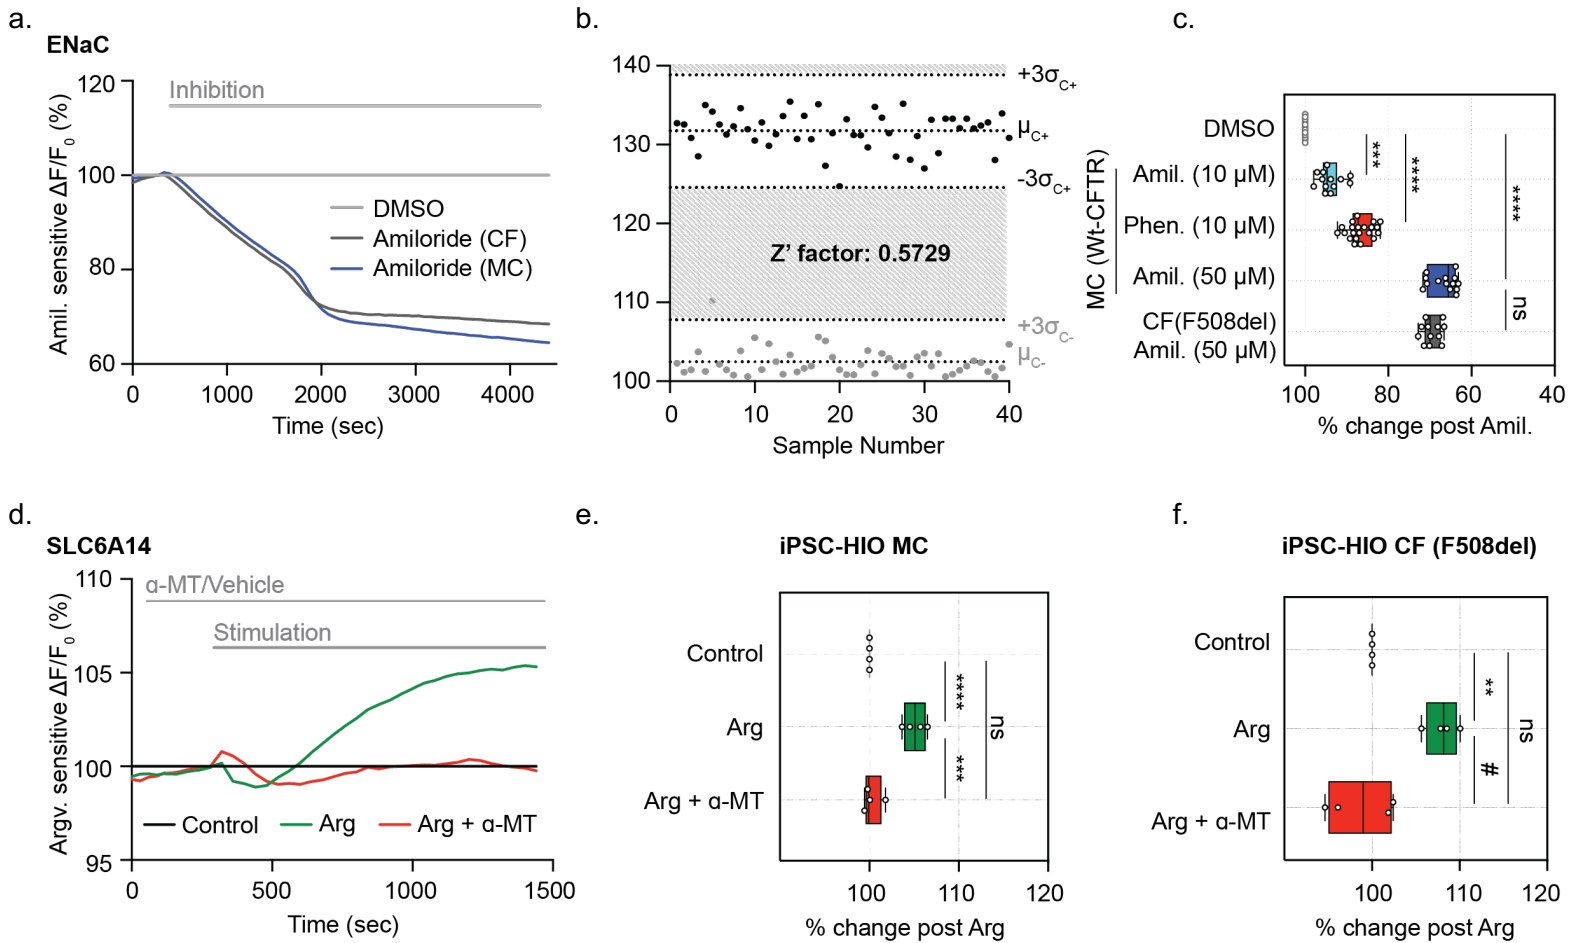 a.
ENaC
Amil. sensitive ΔF/F0 (%)
120
100
80
60
Inhibition
DMSO
Amiloride (CF)
Amiloride (MC)
0
1000
2000
3000
4000
Time (sec)
b.
140
130
120
110
100
+3σC+
μC+
-3σC+
Z’ factor: 0.5729
+3σC-
μC-
0
10
20
30
40
Sample Number
c.
MC (Wt-CFTR)
DMSO
Amil. (10 μM)
Phen. (10 μM)
Amil. (50 μM)
CF(F508del)
Amil. (50 μM)
***
****
****
ns
100
80
60
40
% change post Amil.
d.
SLC6A14
Argv. sensitive ΔF/F0 (%)
110
105
100
95
α-MT/Vehicle
Stimulation
Control
Arg
Arg + α-MT
0
500
1000
1500
Time (sec)
e.
iPSC-HIO MC
Control
Arg
Arg + α-MT
****
***
ns
100
110
120
% change post Arg
f.
iPSC-HIO CF (F508del)
Control
Arg
Arg + α-MT
**
#
ns
100
110
120
% change post Arg